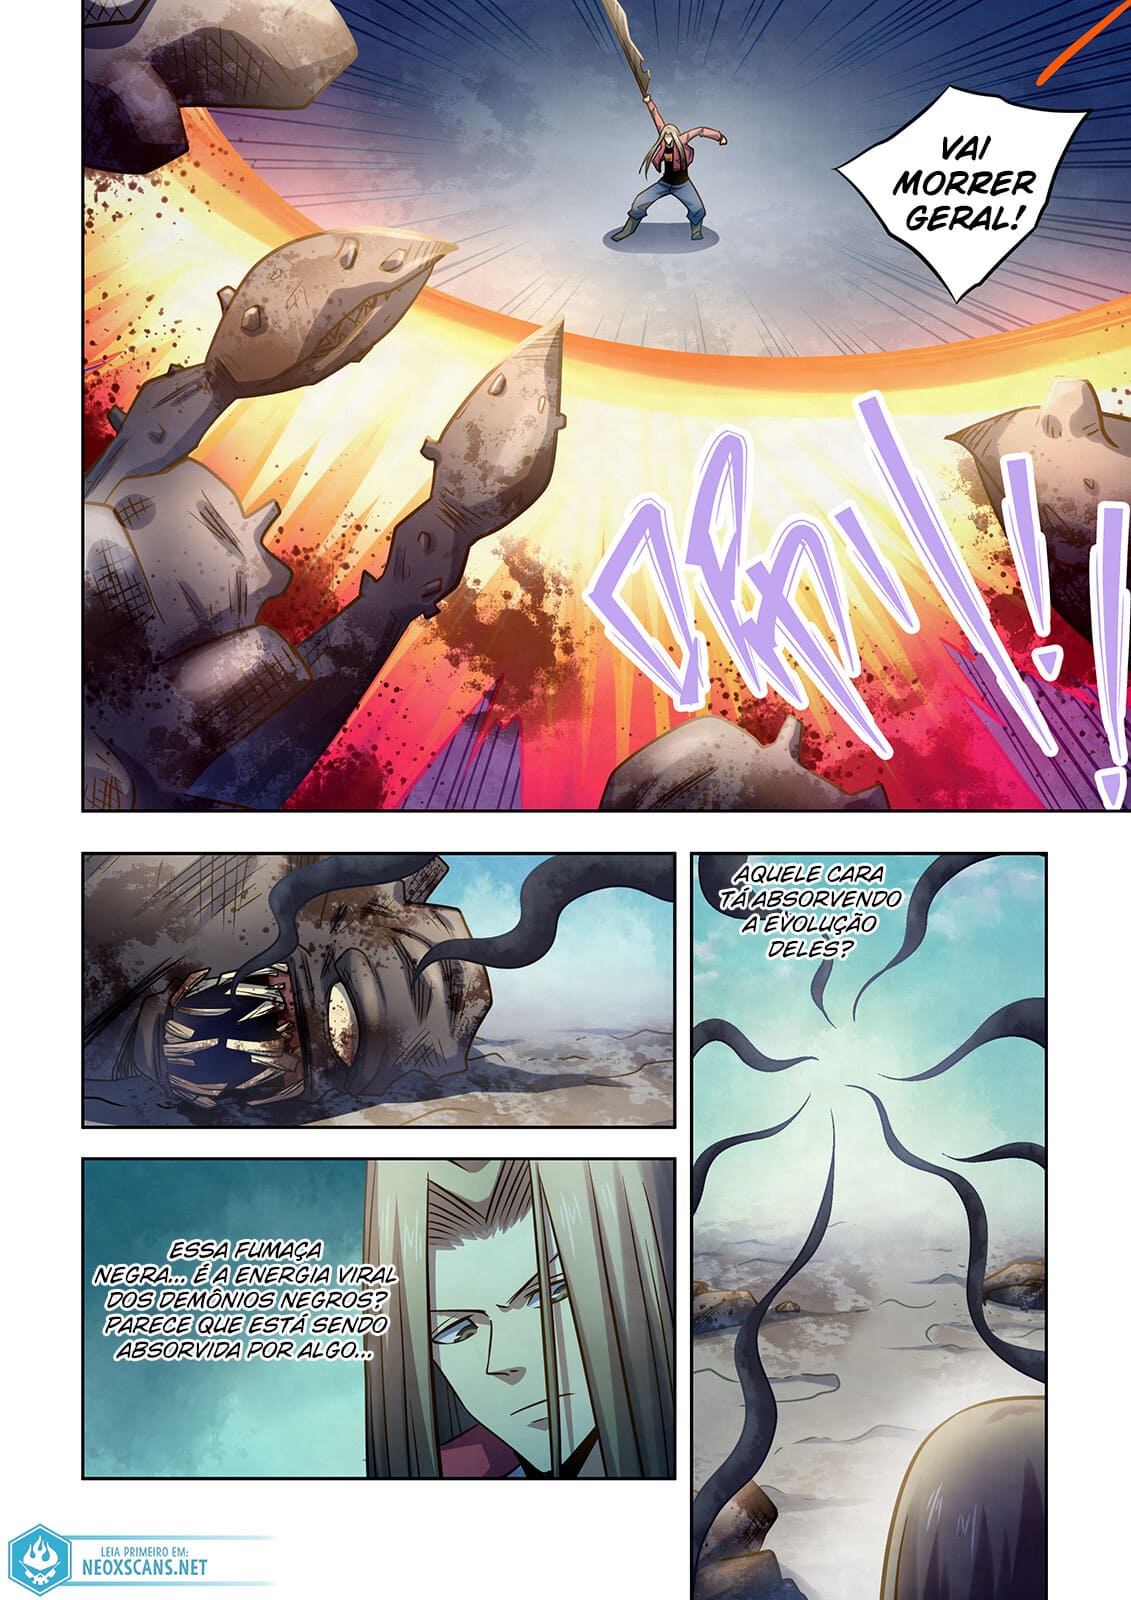 VAI
MORRER
GERAL!
AQUELE CARA
TÁ ABSORVENDO
A EVOLUÇÃO
DELES?
ESSA FUMAÇA
NEGRA... É A ENERGIA VIRAL
DOS DEMÔNIOS NEGROS?
PARECE QUE ESTÁ SENDO
ABSORVIDA POR ALGO...
LEIA PRIMEIRO EM:
NEOXSCANS.NET